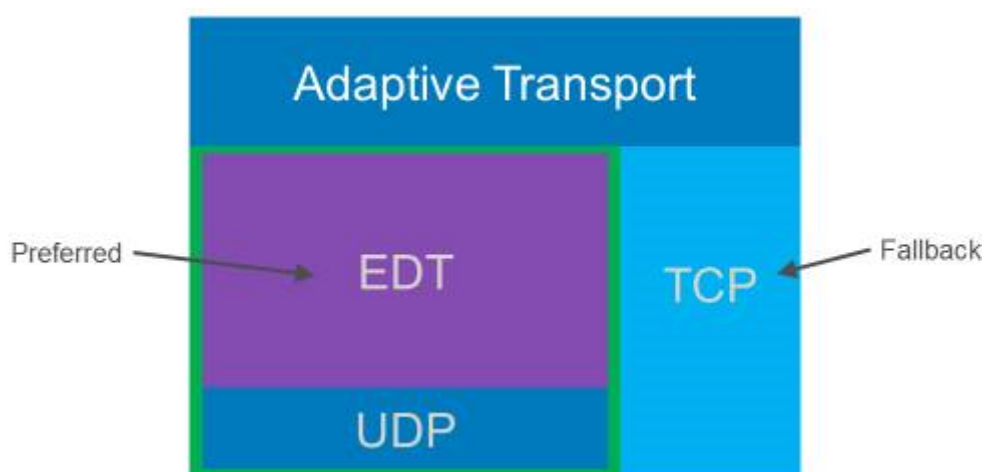 Adaptive Transport
Preferred
EDT
TCP
Fallback
UDP